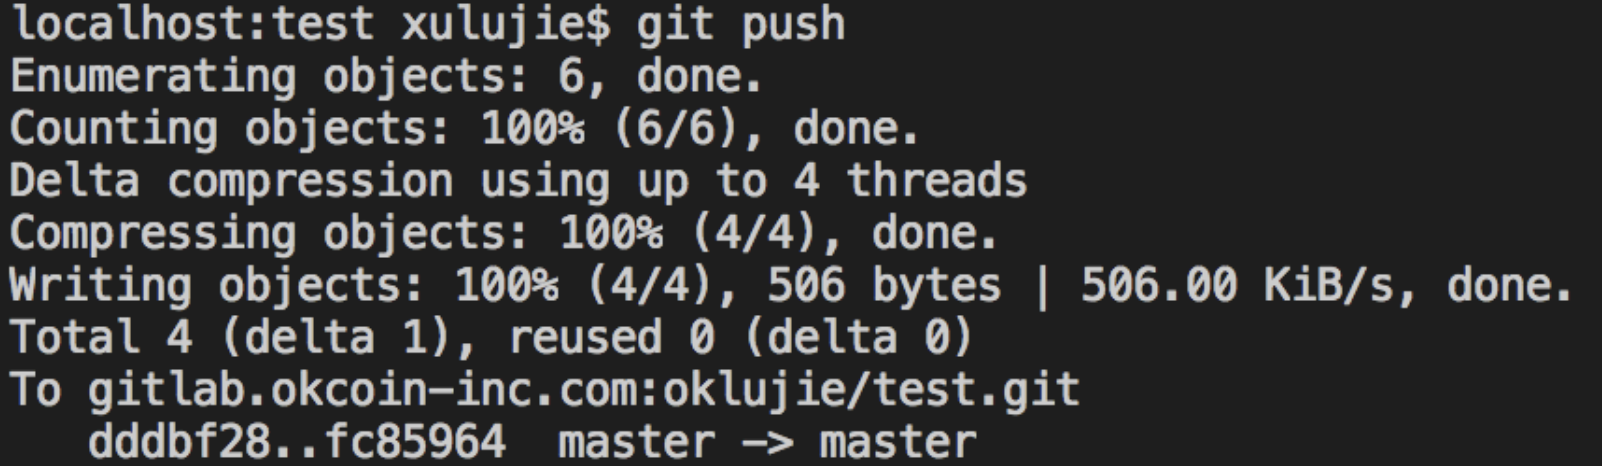 localhost:test xulujie$ git push
Enumerating objects: 6, done.
Counting objects: 100% (6/6), done.
Delta compression using up to 4 threads
Compressing objects: 100% (4/4), done.
Writing objects: 100% (4/4), 506 bytes | 506.00 KiB/s, done.
Total 4 (delta 1), reused 0 (delta 0)
To gitlab.okcoin-inc.com:oklujie/test.git
   dddbf28..fc85964  master -> master